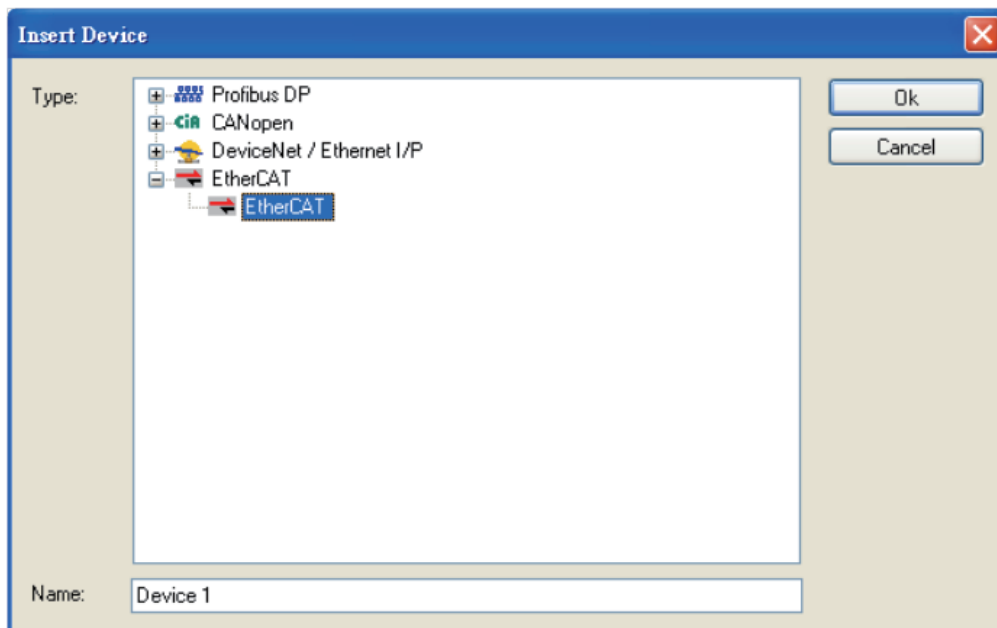 Insert Device
Type:
Profibus DP
CiA CANopen
DeviceNet / Ethernet I/P
EtherCAT
EtherCAT
Ok
Cancel
Name:
Device 1